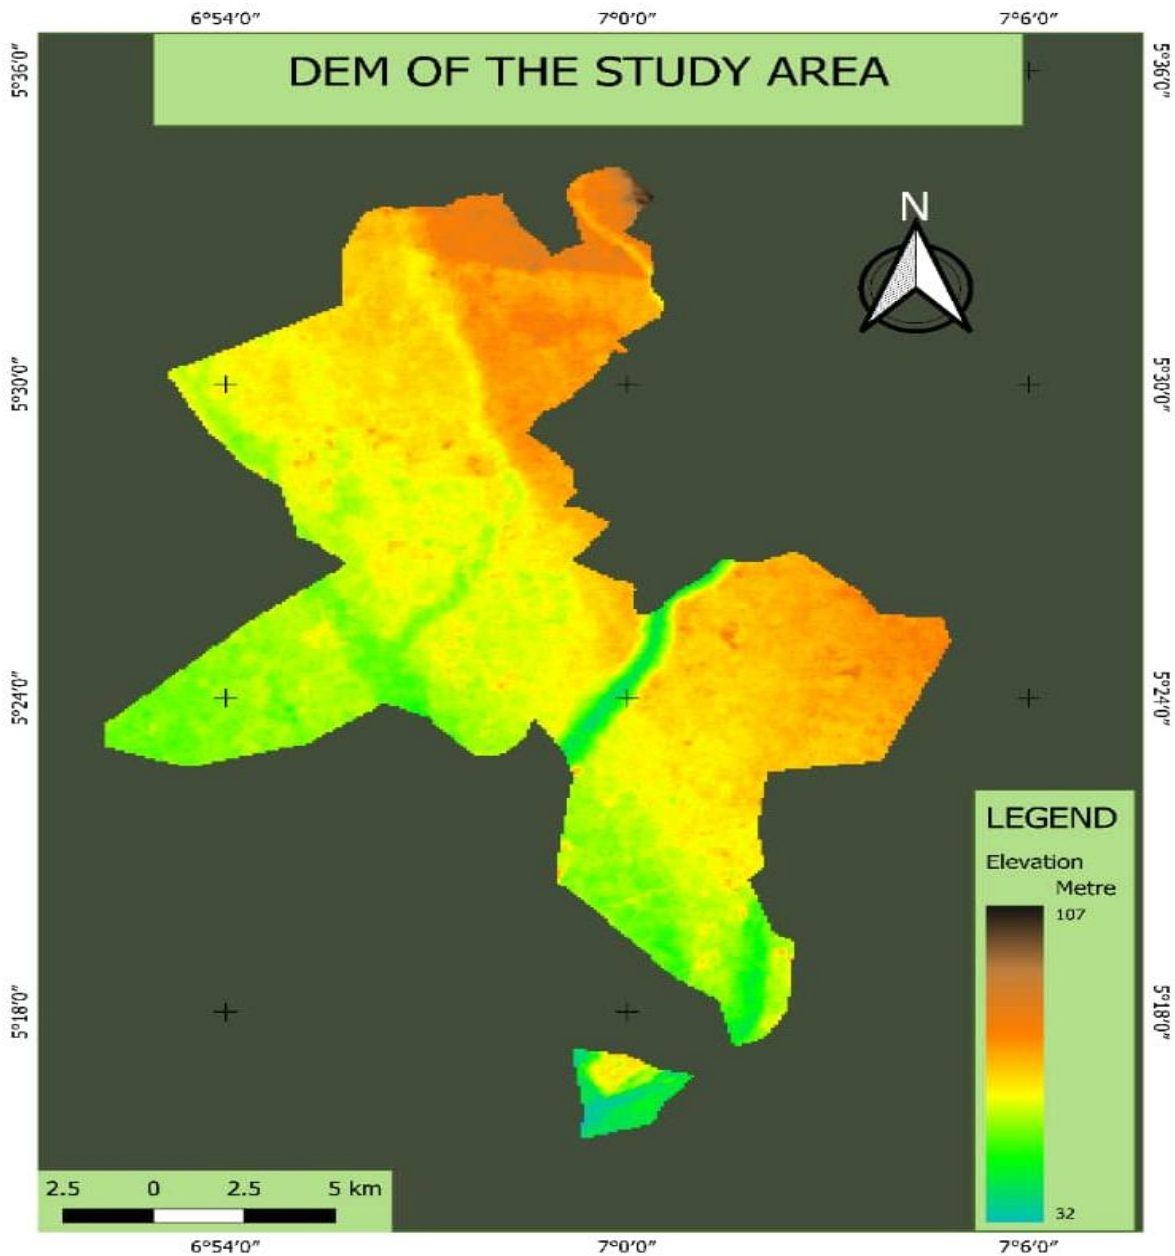 6°54′0″ 7°0′0″ 7°6′0″
5°36′0″ 5°36′0″
DEM OF THE STUDY AREA
N
5°30′0″ 5°30′0″
5°24′0″ 5°24′0″
LEGEND
Elevation
Metre
107
5°18′0″ 5°18′0″
2.5 0 2.5 5 km
32
6°54′0″ 7°0′0″ 7°6′0″